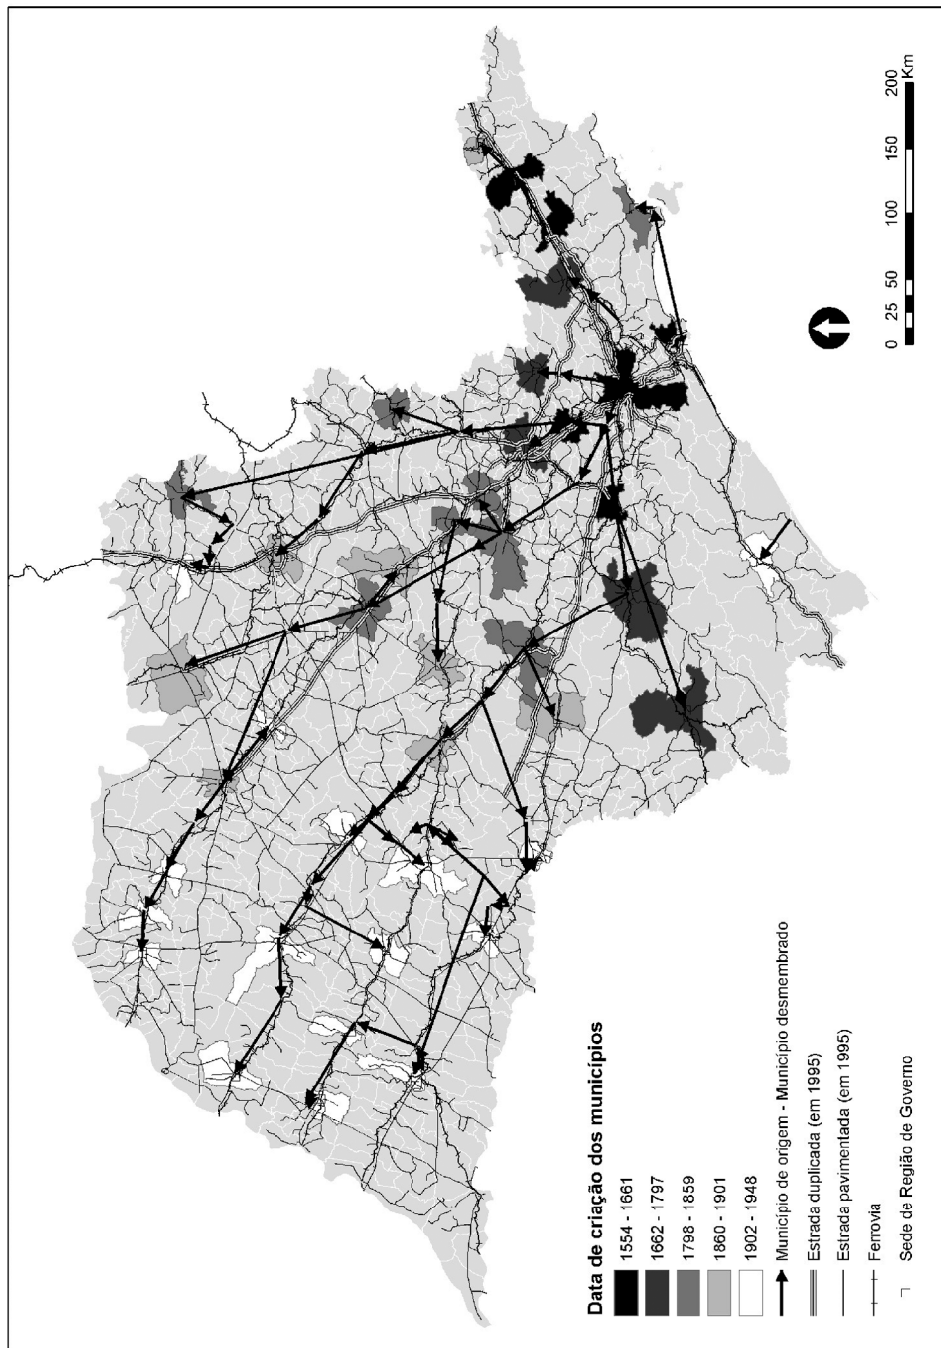 Data de criação dos municípios
1554 - 1661
1662 - 1797
1798 - 1859
1860 - 1901
1902 - 1948
Município de origem - Município desmembrado
Estrada duplicada (em 1995)
Estrada pavimentada (em 1995)
Ferrovia
Sede de Região de Governo
0 25 50 100 150 200
Km